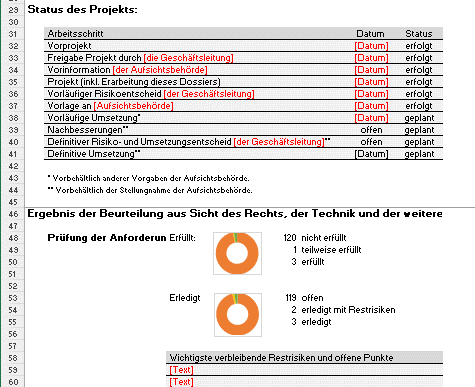 29 Status des Projekts:
30
31 Arbeitsschritt Datum Status
32 Vorprojekt [Datum] erfolgt
33 Freigabe Projekt durch [die Geschäftsleitung] [Datum] erfolgt
34 Vorinformation [der Aufsichtsbehörde] [Datum] erfolgt
35 Projekt (inkl. Erarbeitung dieses Dossiers) [Datum] erfolgt
36 Vorläufiger Risikoentscheid [der Geschäftsleitung] [Datum] erfolgt
37 Vorlage an [Aufsichtsbehörde] [Datum] erfolgt
38 Vorläufige Umsetzung* [Datum] geplant
39 Nachbesserungen** offen geplant
40 Definitiver Risiko- und Umsetzungsentscheid [der Geschäftsleitung]** offen geplant
41 Definitive Umsetzung** [Datum] geplant
42
43 * Vorbehältlich anderer Vorgaben der Aufsichtsbehörde.
44 ** Vorbehältlich der Stellungnahme der Aufsichtsbehörde.
45
46 Ergebnis der Beurteilung aus Sicht des Rechts, der Technik und der weitere
47
48 Prüfung der Anforderun Erfüllt: 120 nicht erfüllt
49 1 teilweise erfüllt
50 3 erfüllt
51
52
53 Erledigt 119 offen
54 2 erledigt mit Restrisiken
55 3 erledigt
56
57
58 Wichtigste verbleibende Restrisiken und offene Punkte
59 [Text]
60 [Text]